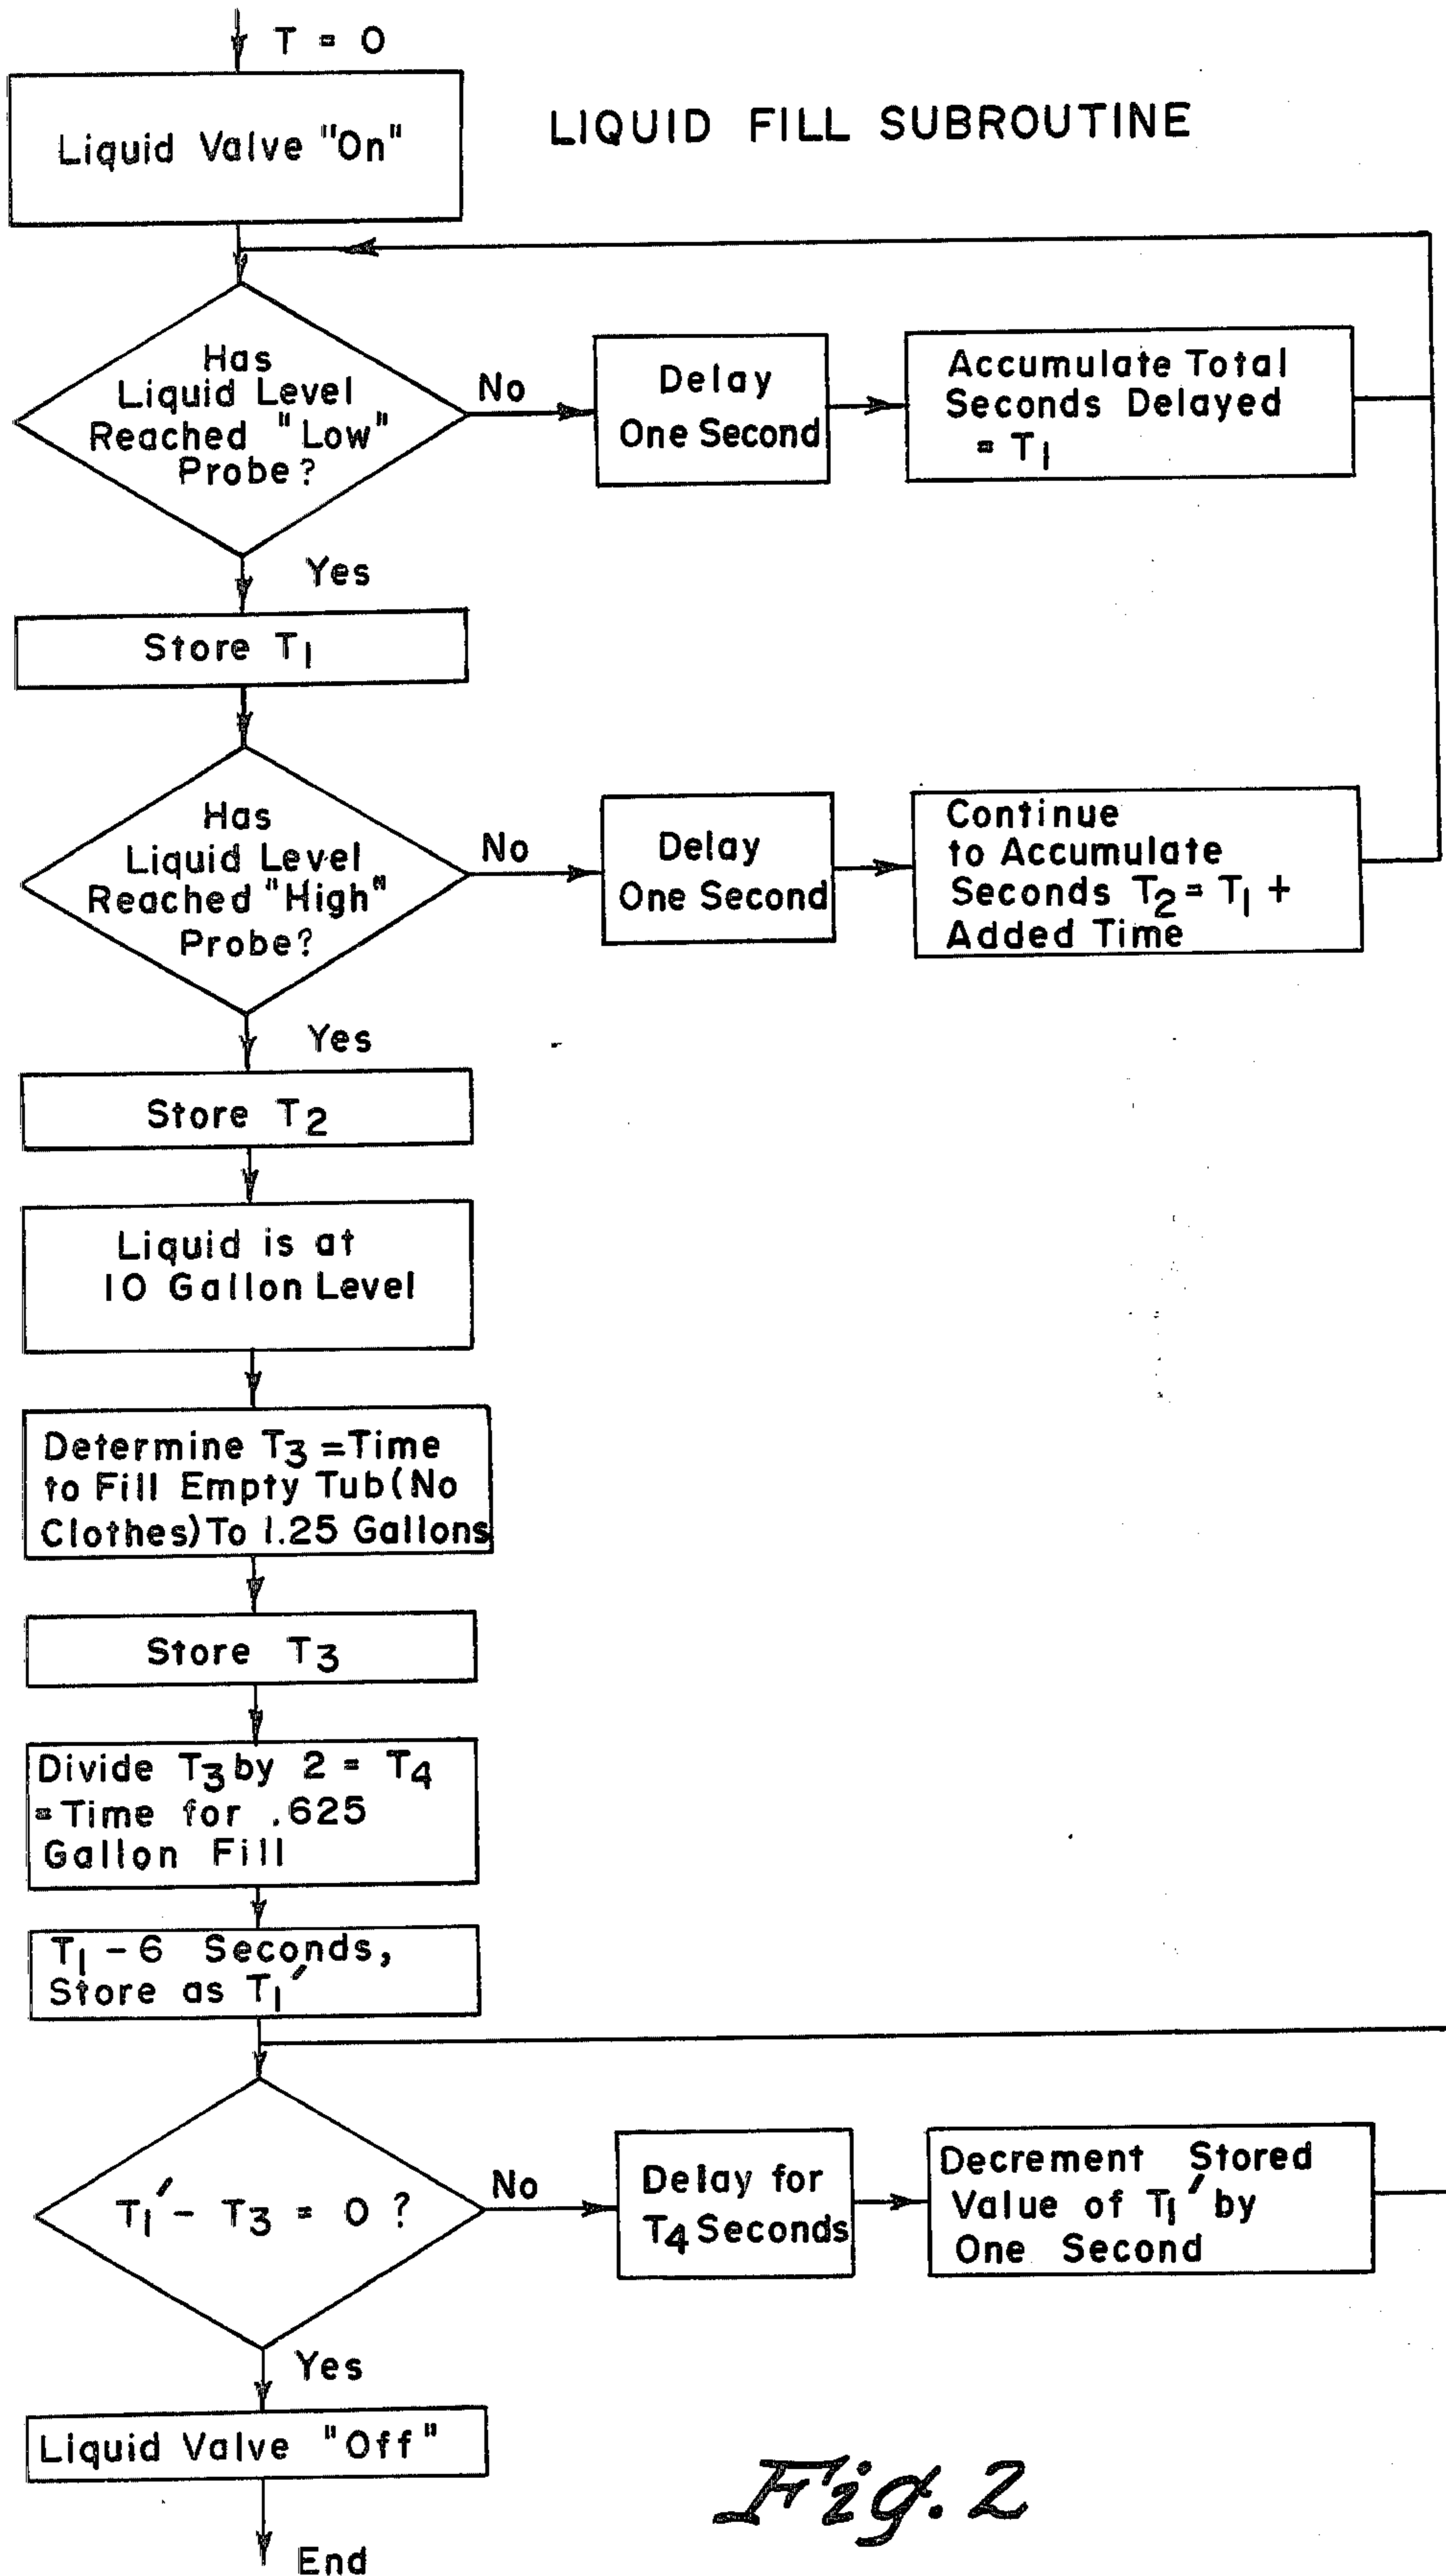 T = 0
Liquid Valve "On"
LIQUID FILL SUBROUTINE
Has
Liquid Level
Reached "Low"
Probe?
No
Delay
One Second
Accumulate Total
Seconds Delayed
= T1
Yes
Store T1
Has
Liquid Level
Reached "High"
Probe?
No
Delay
One Second
Continue
to Accumulate
Seconds T2 = T1 +
Added Time
Yes
Store T2
Liquid is at
10 Gallon Level
Determine T3 = Time
to Fill Empty Tub (No
Clothes) To 1.25 Gallons
Store T3
Divide T3 by 2 = T4
= Time for .625
Gallon Fill
T1 - 6 Seconds,
Store as T1'
T1' - T3 = 0 ?
No
Delay for
T4 Seconds
Decrement Stored
Value of T1' by
One Second
Yes
Liquid Valve "Off"
End
Fig. 2